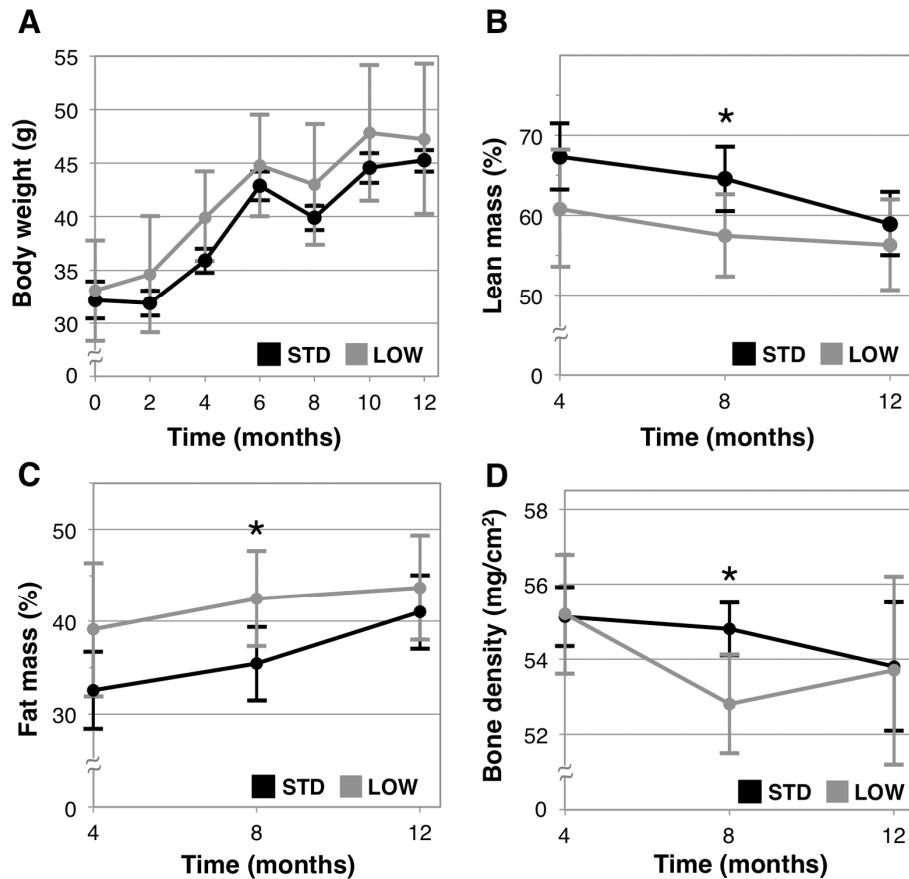 A
Body weight (g)
55
50
45
40
35
30
0
0 2 4 6 8 10 12
Time (months)
STD LOW
B
Lean mass (%)
70
60
50
0
4 8 12
*
Time (months)
STD LOW
C
Fat mass (%)
50
40
30
0
4 8 12
*
Time (months)
STD LOW
D
Bone density (mg/cm²)
58
56
54
52
0
4 8 12
*
Time (months)
STD LOW